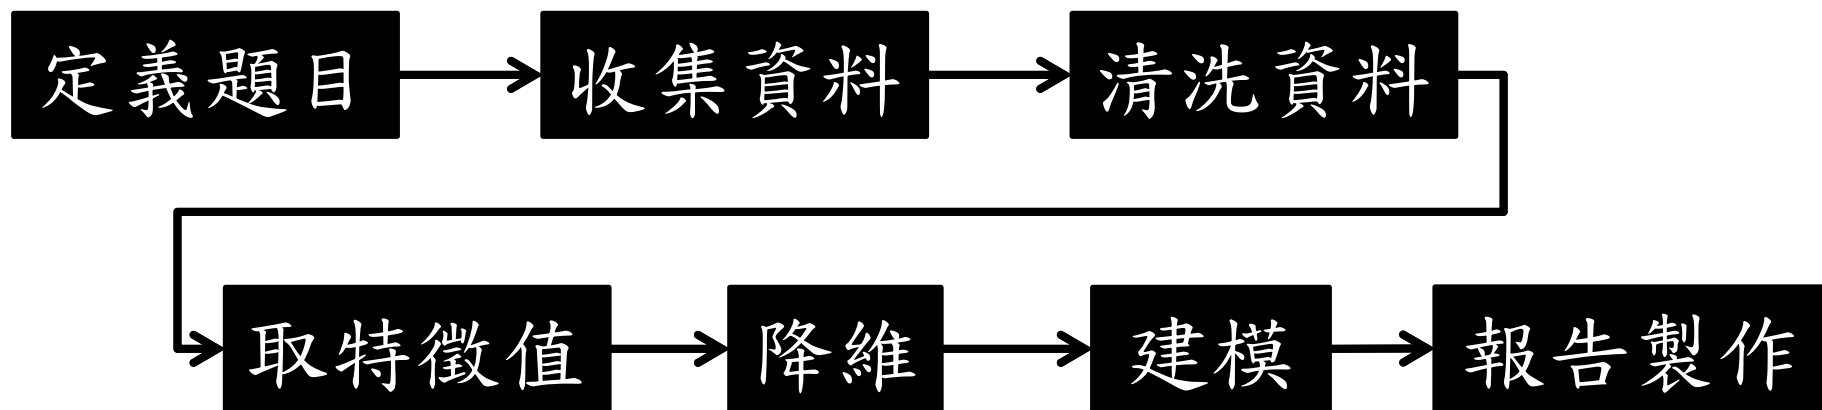 定義題目
收集資料
清洗資料
取特徵值
降維
建模
報告製作